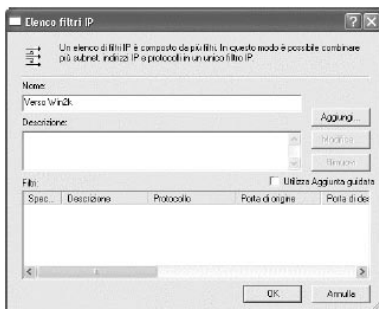 Elenco filtri IP
Un elenco di filtri IP è composto da più filtri. In questo modo è possibile combinare
più subnet, indirizzi IP e protocolli in un unico filtro IP.
Nome:
Verso Win2k
Descrizione:
Aggiungi...
Modifica...
Rimuovi
Filtri:
Utilizza Aggiunta guidata
Spec... Descrizione Protocollo Porta di origine Porta di des
OK Annulla